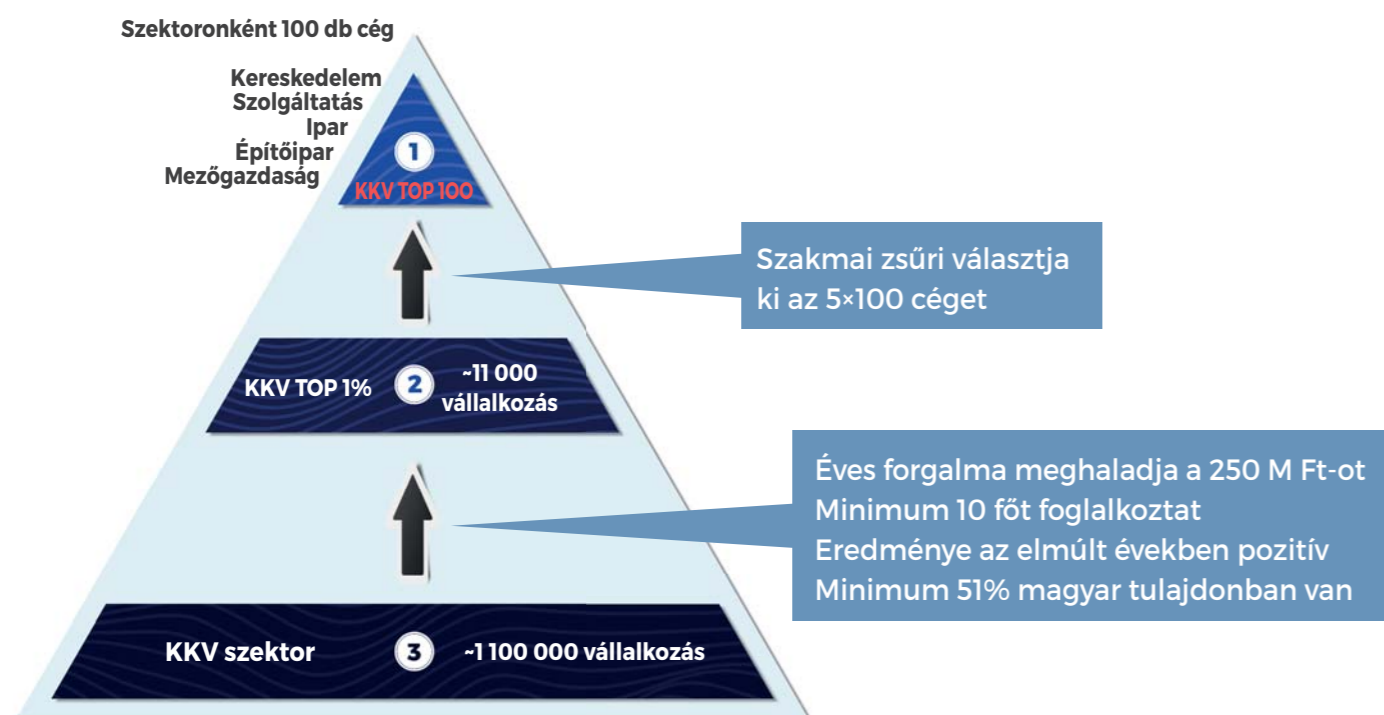 Szektoronként 100 db cég
Kereskedelem
Szolgáltatás
Ipar
Építőipar
Mezőgazdaság
1
KKV TOP 100
Szakmai zsűri választja
ki az 5×100 céget
KKV TOP 1%
2
~11 000
vállalkozás
Éves forgalma meghaladja a 250 M Ft-ot
Minimum 10 főt foglalkoztat
Eredménye az elmúlt években pozitív
Minimum 51% magyar tulajdonban van
KKV szektor
3
~1 100 000 vállalkozás